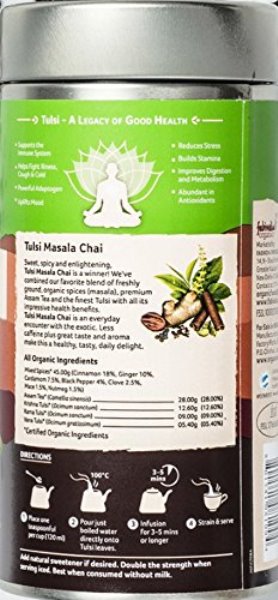 Tulsi - A Legacy of Good Health
Supports the
Immune System
Helps Fight Illness,
Cough & Cold
Powerful Adaptogen
Uplifts Mood
Reduces Stress
Builds Stamina
Improves Digestion
and Metabolism
Abundant in
Antioxidants
Tulsi Masala Chai
Sweet, spicy and enlightening,
Tulsi Masala Chai is a winner! We've
combined our favorite blend of freshly
ground, organic spices (masala), premium
Assam Tea and the finest Tulsi with all its
impressive health benefits.
Tulsi Masala Chai is an everyday
encounter with the exotic. Less
caffeine plus great taste and aroma
make this a healthy, tasty, daily delight.
All Organic Ingredients
Mixed Spices* 45.00g (Cinnamon 18%, Ginger 10%,
Cardamon 7.5%, Black Pepper 4%, Clove 2.5%,
Mace 1.5%, Nutmeg 1.5%)
Assam Tea* (Camellia sinensis) 28.00g (28.00%)
Krishna Tulsi* (Ocimum sanctum) 12.60g (12.60%)
Rama Tulsi* (Ocimum sanctum) 09.00g (09.00%)
Vana Tulsi* (Ocimum gratissimum) 05.40g (05.40%)
*Certified Organic Ingredients
DIRECTIONS
100°C
3-5
mins
1 Place one
teaspoonful
per cup (120 ml)
2 Pour just
boiled water
directly onto
Tulsi leaves.
3 Infusion
for 3-5 mins
or longer
4 Strain & serve
Add natural sweetener if desired. Double the strength when
serving iced. Best when consumed without milk.